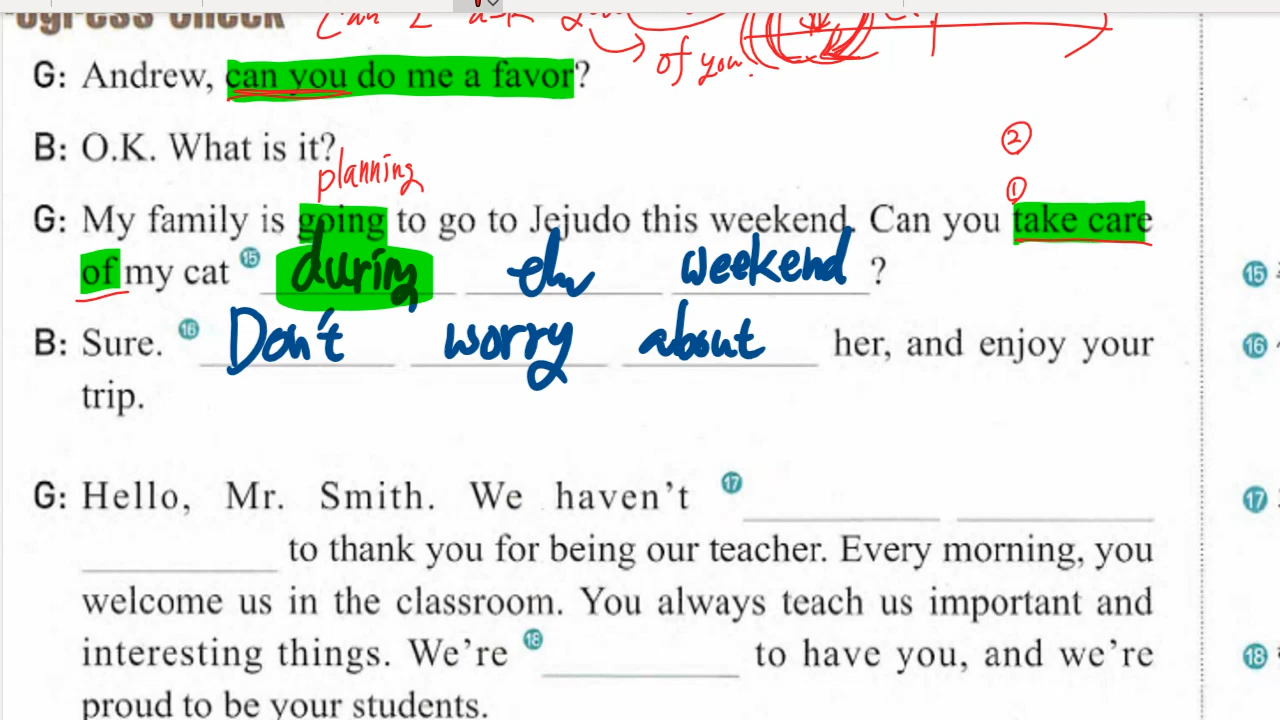 ogress Check
of you.
G: Andrew, can you do me a favor?
②
B: O.K. What is it?
planning
①
G: My family is going to go to Jejudo this weekend. Can you take care
of my cat ⑮ during the weekend ?
⑮
B: Sure. ⑯ Don't worry about her, and enjoy your
⑯
trip.
G: Hello, Mr. Smith. We haven't ⑰
⑰
to thank you for being our teacher. Every morning, you
welcome us in the classroom. You always teach us important and
interesting things. We're ⑱ to have you, and we're
⑱
proud to be your students.